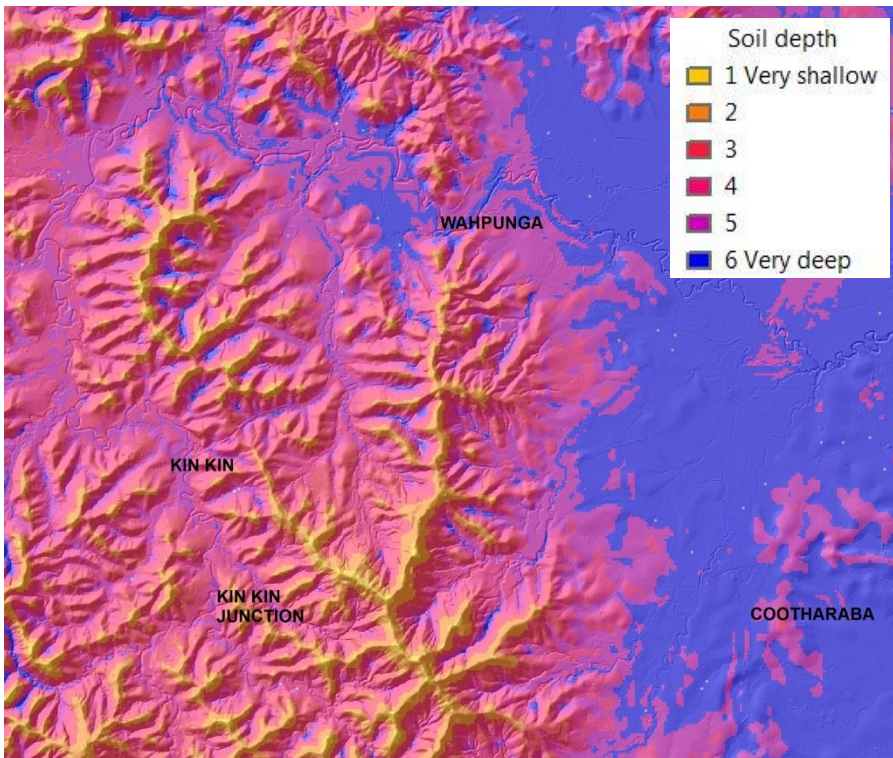 Soil depth
1 Very shallow
2
3
4
5
6 Very deep
WAHPUNGA
KIN KIN
KIN KIN
JUNCTION
COOTHARABA